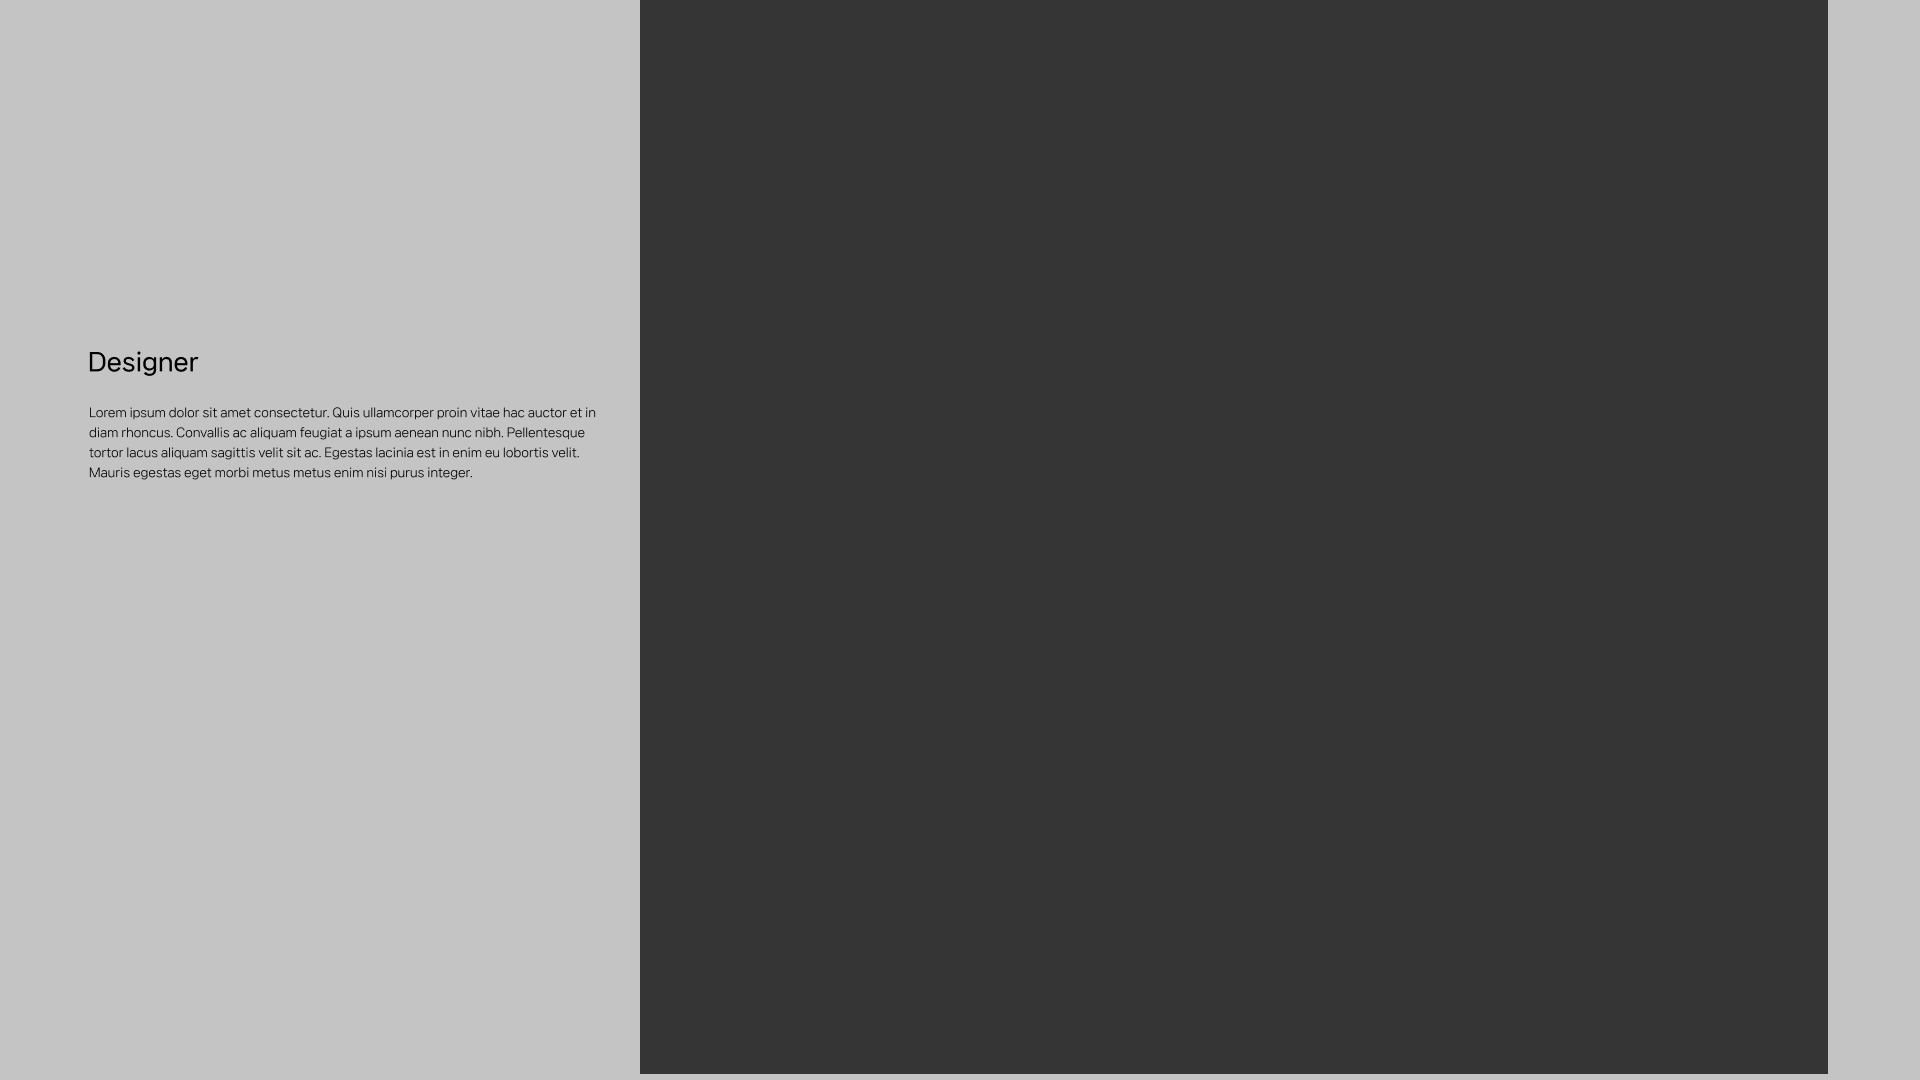 Designer
Lorem ipsum dolor sit amet consectetur. Quis ullamcorper proin vitae hac auctor et in
diam rhoncus. Convallis ac aliquam feugiat a ipsum aenean nunc nibh. Pellentesque
tortor lacus aliquam sagittis velit sit ac. Egestas lacinia est in enim eu lobortis velit.
Mauris egestas eget morbi metus metus enim nisi purus integer.